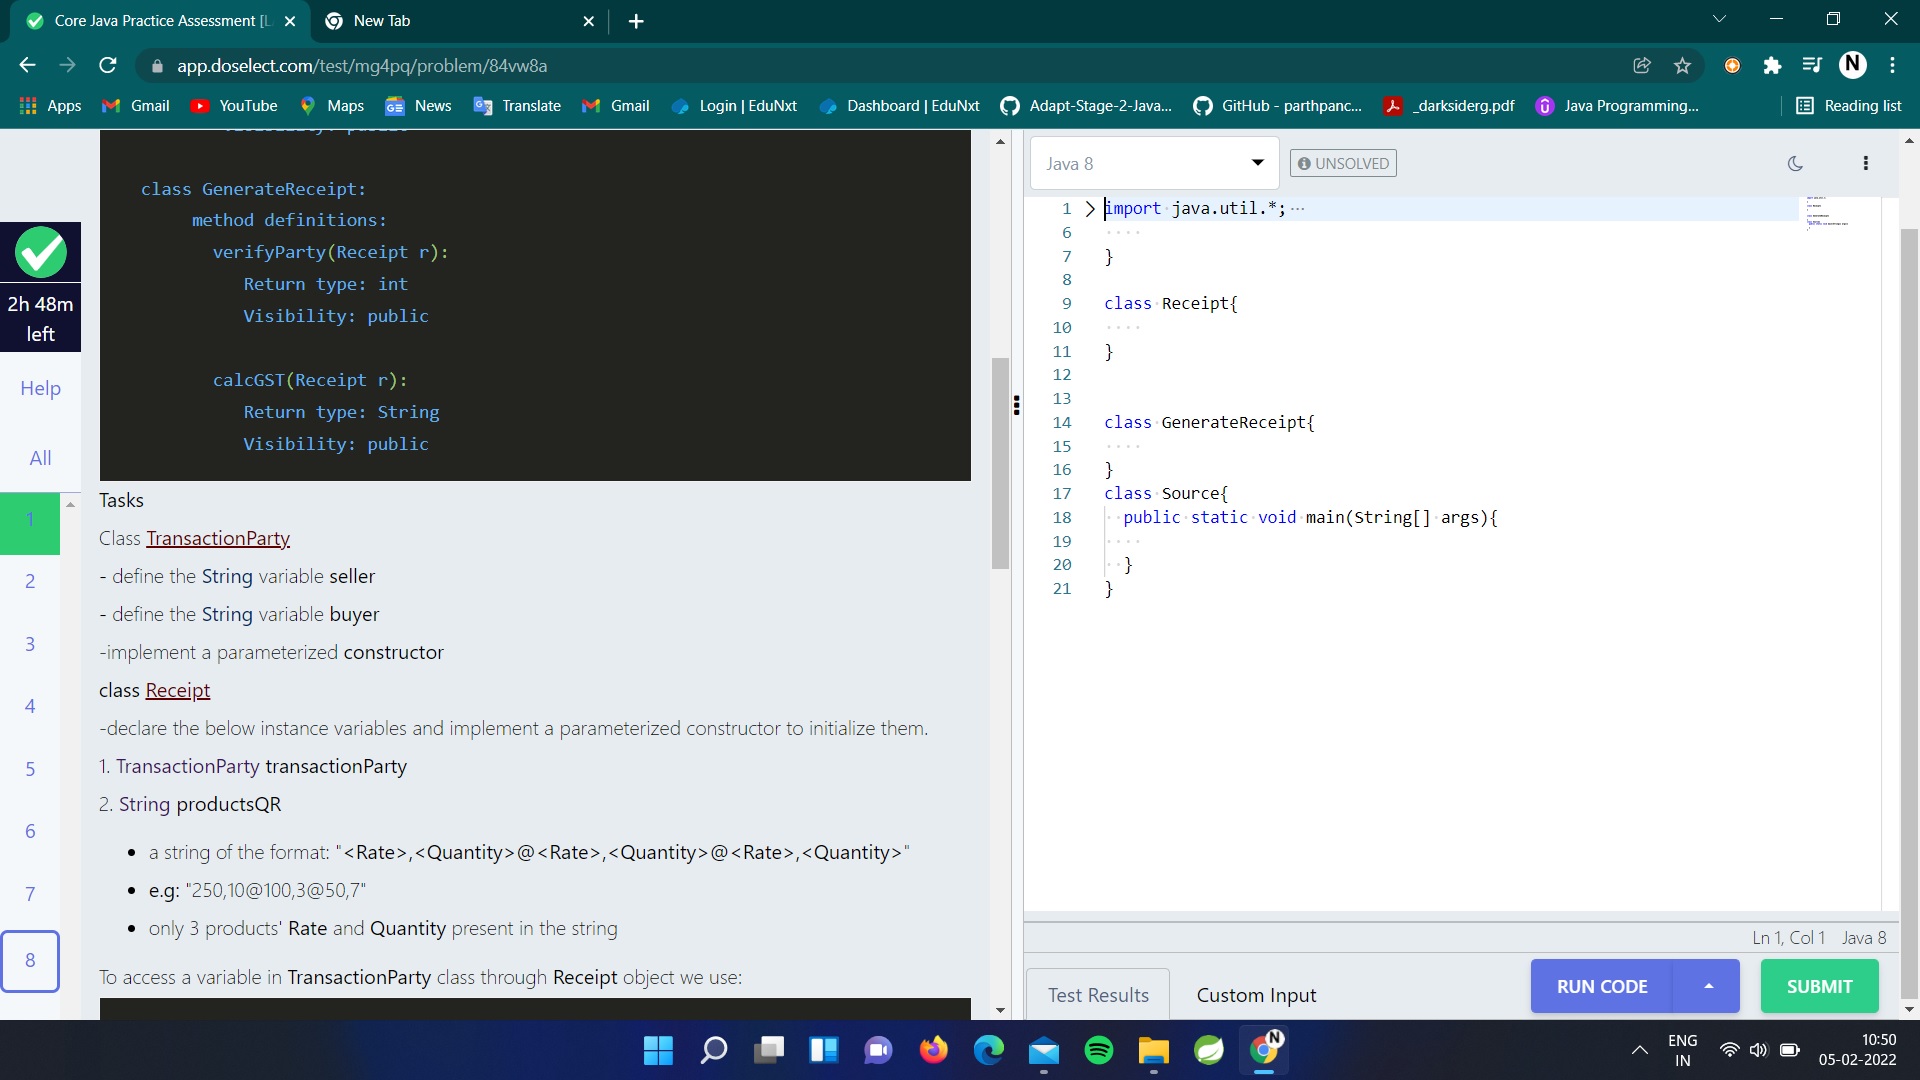 Core Java Practice Assessment [L
New Tab
app.doselect.com/test/mg4pq/problem/84vw8a
N
Apps
Gmail
YouTube
Maps
News
Translate
Gmail
Login | EduNxt
Dashboard | EduNxt
Adapt-Stage-2-Java...
GitHub - parthpanc...
_darksiderg.pdf
Java Programming...
Reading list
2h 48m
left
Help
All
1
2
3
4
5
6
7
8
Visibility: public
class GenerateReceipt:
method definitions:
verifyParty(Receipt r):
Return type: int
Visibility: public
calcGST(Receipt r):
Return type: String
Visibility: public
Tasks
Class TransactionParty
- define the String variable seller
- define the String variable buyer
-implement a parameterized constructor
class Receipt
-declare the below instance variables and implement a parameterized constructor to initialize them.
1. TransactionParty transactionParty
2. String productsQR
• a string of the format: "<Rate>,<Quantity>@<Rate>,<Quantity>@<Rate>,<Quantity>"
• e.g: "250,10@100,3@50,7"
• only 3 products' Rate and Quantity present in the string
To access a variable in TransactionParty class through Receipt object we use:
Java 8
UNSOLVED
1 import java.util.*; ...
6
7 }
8
9 class Receipt{
10
11 }
12
13
14 class GenerateReceipt{
15
16 }
17 class Source{
18 public static void main(String[] args){
19
20 }
21 }
Ln 1, Col 1 Java 8
Test Results
Custom Input
RUN CODE
SUBMIT
N
ENG
IN
10:50
05-02-2022